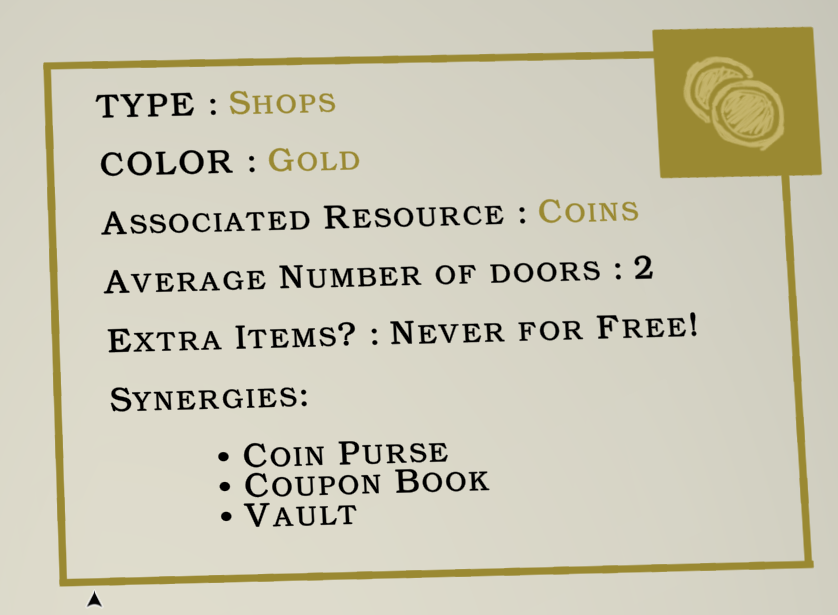 TYPE : Shops
COLOR : Gold
Associated Resource : Coins
Average Number of doors : 2
Extra Items? : Never for Free!
Synergies:
• Coin Purse
• Coupon Book
• Vault